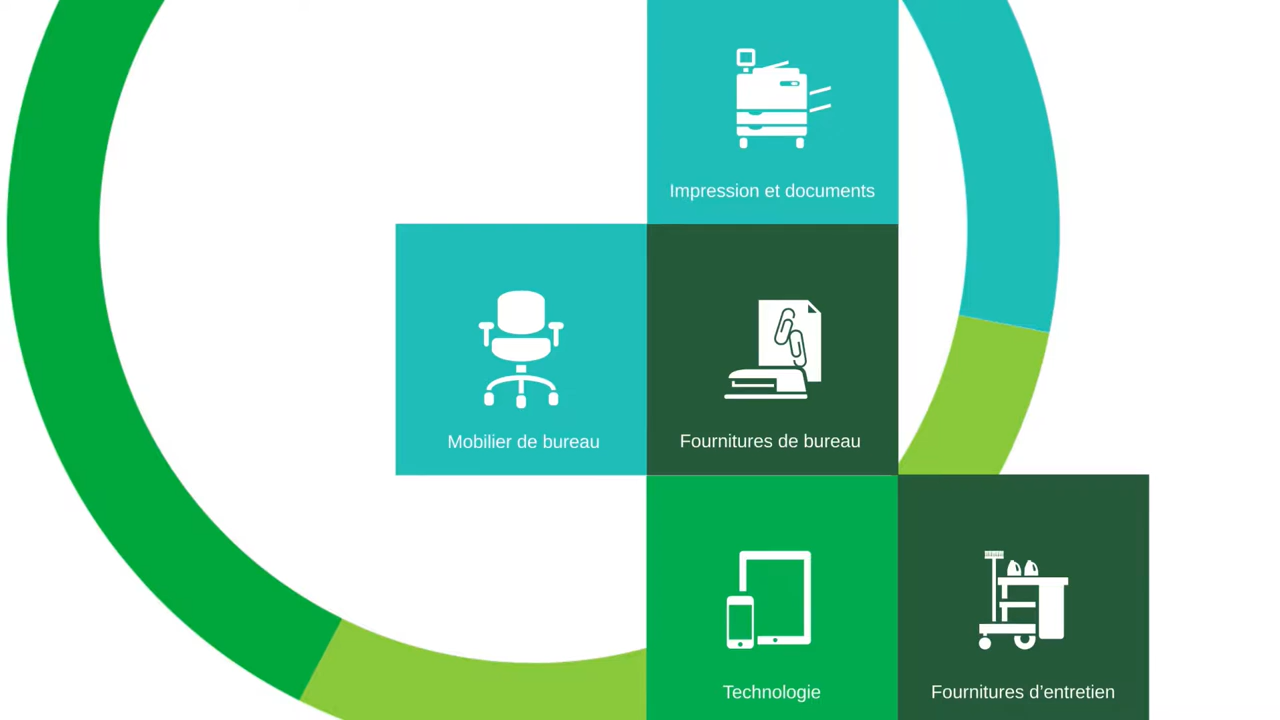 Impression et documents
Mobilier de bureau
Fournitures de bureau
Technologie
Fournitures d’entretien